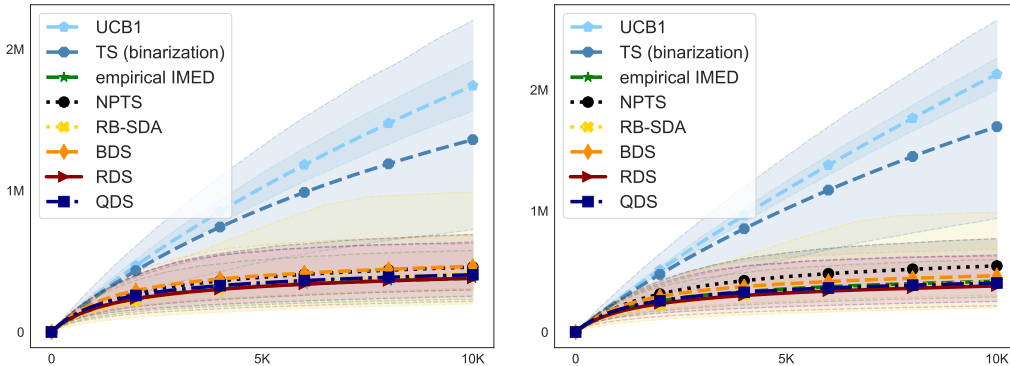 2M
1M
0
0
5K
10K
UCB1
TS (binarization)
empirical IMED
NPTS
RB-SDA
BDS
RDS
QDS
2M
1M
0
0
5K
10K
UCB1
TS (binarization)
empirical IMED
NPTS
RB-SDA
BDS
RDS
QDS